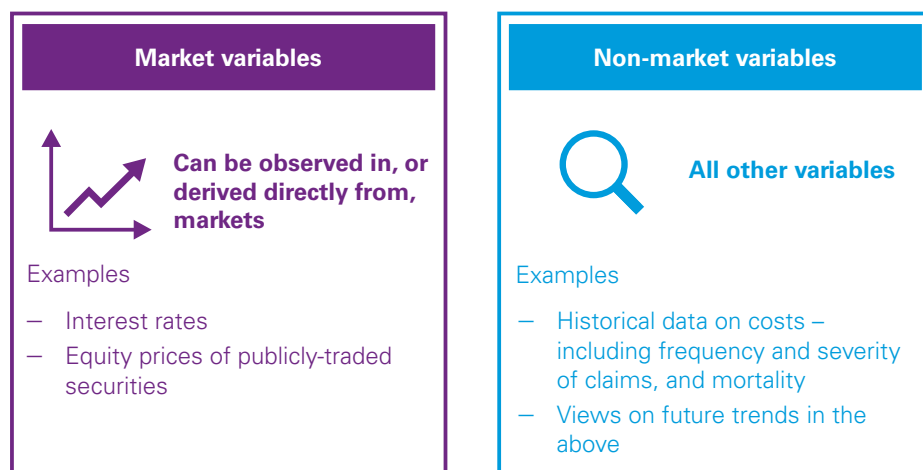 Market variables
Can be observed in, or
derived directly from,
markets
Examples
— Interest rates
— Equity prices of publicly-traded
securities
Non-market variables
All other variables
Examples
— Historical data on costs –
including frequency and severity
of claims, and mortality
— Views on future trends in the
above